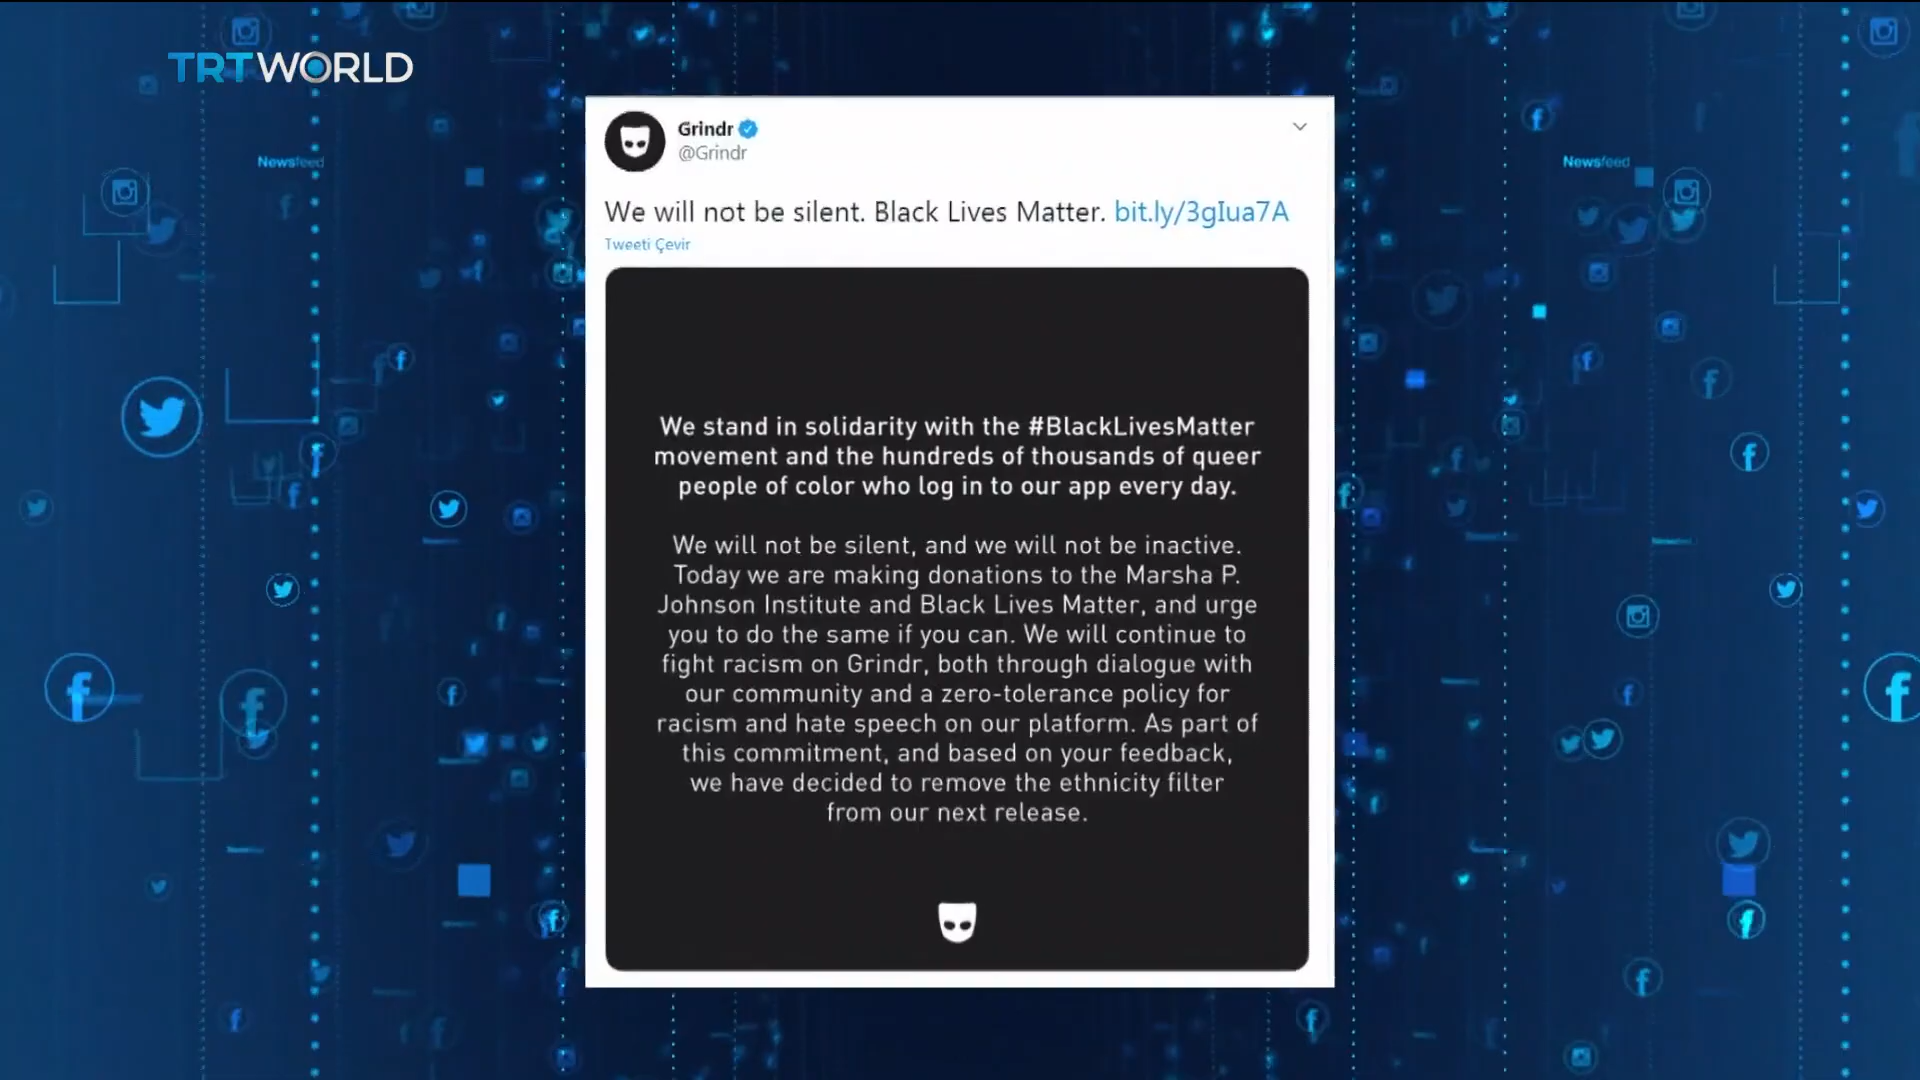 TRT WORLD
Newsfeed
Newsfeed
Grindr
@Grindr
We will not be silent. Black Lives Matter. bit.ly/3gIua7A
Tweeti Çevir
We stand in solidarity with the #BlackLivesMatter
movement and the hundreds of thousands of queer
people of color who log in to our app every day.
We will not be silent, and we will not be inactive.
Today we are making donations to the Marsha P.
Johnson Institute and Black Lives Matter, and urge
you to do the same if you can. We will continue to
fight racism on Grindr, both through dialogue with
our community and a zero-tolerance policy for
racism and hate speech on our platform. As part of
this commitment, and based on your feedback,
we have decided to remove the ethnicity filter
from our next release.